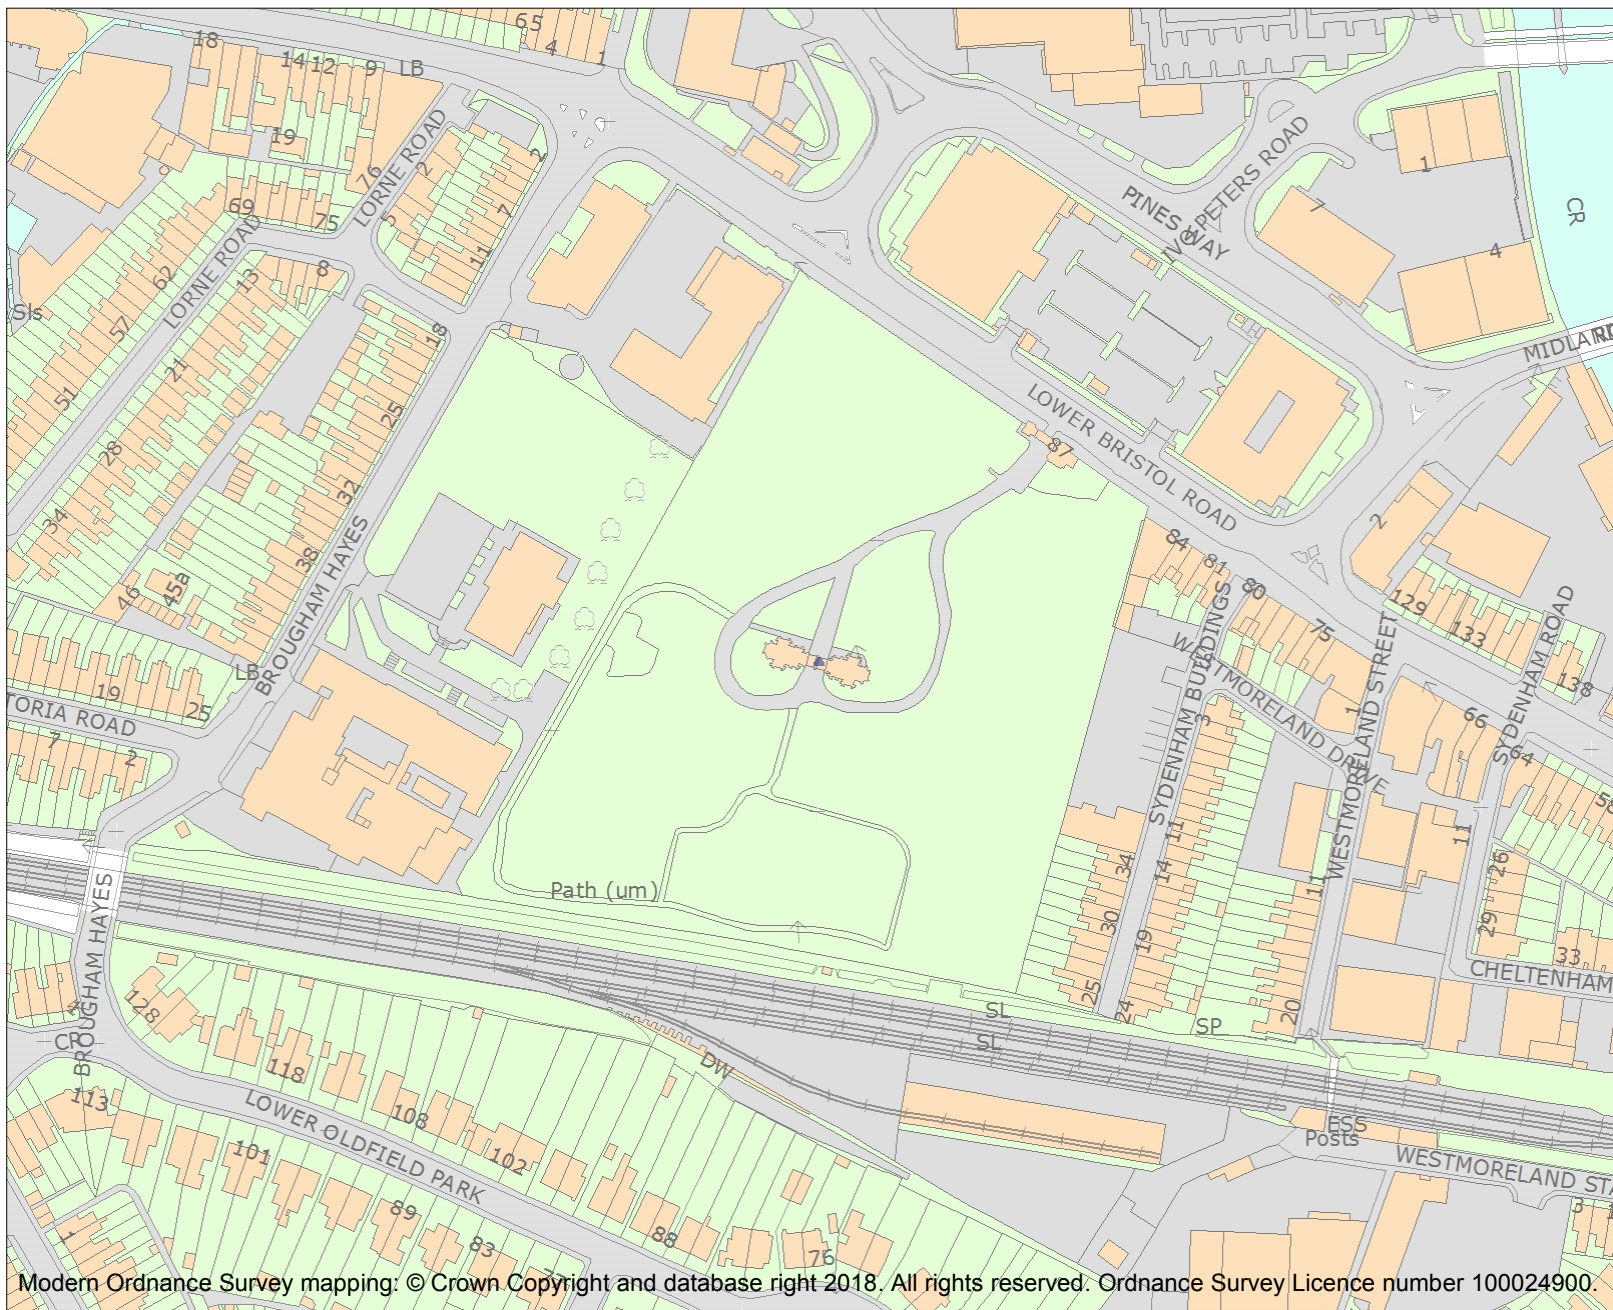 65
4
1
18
14 12
9
LB
19
76
LORNE ROAD
2
2
7
5
11
69
75
LORNE ROAD
62
13
8
57
21
18
Sls
51
25
28
32
34
38
46
45a
BROUGHAM HAYES
LB
19
25
TORIA ROAD
7
2
PINES WAY
IVO PETERS ROAD
1
7
4
CR
MIDLAND
LOWER BRISTOL ROAD
87
84
81
80
75
2
129
133
138
SYDENHAM ROAD
WESTMORELAND STREET
WESTMORELAND DRIVE
SYDENHAM BUILDINGS
3
1
66
64
58
11
11
14
34
11
26
30
19
29
33
CHELTENHAM
25
24
20
Path (um)
SL
SL
SP
BROUGHAM HAYES
4
128
CR
118
DW
113
108
LOWER OLDFIELD PARK
101
102
89
88
83
76
77
1
ESS
Posts
WESTMORELAND STA
3
Modern Ordnance Survey mapping: © Crown Copyright and database right 2018. All rights reserved. Ordnance Survey Licence number 100024900.